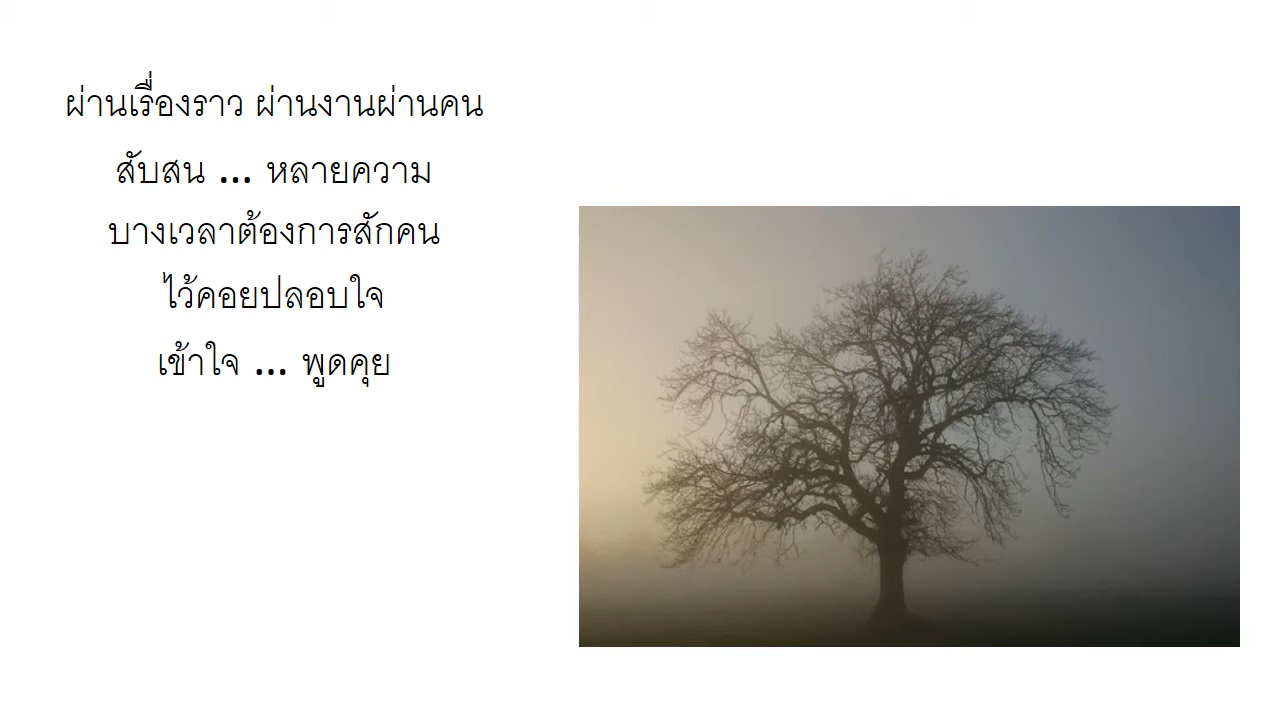 ผ่านเรื่องราว ผ่านงานผ่านคน
สับสน ... หลายความ
บางเวลาต้องการสักคน
ไว้คอยปลอบใจ
เข้าใจ ... พูดคุย